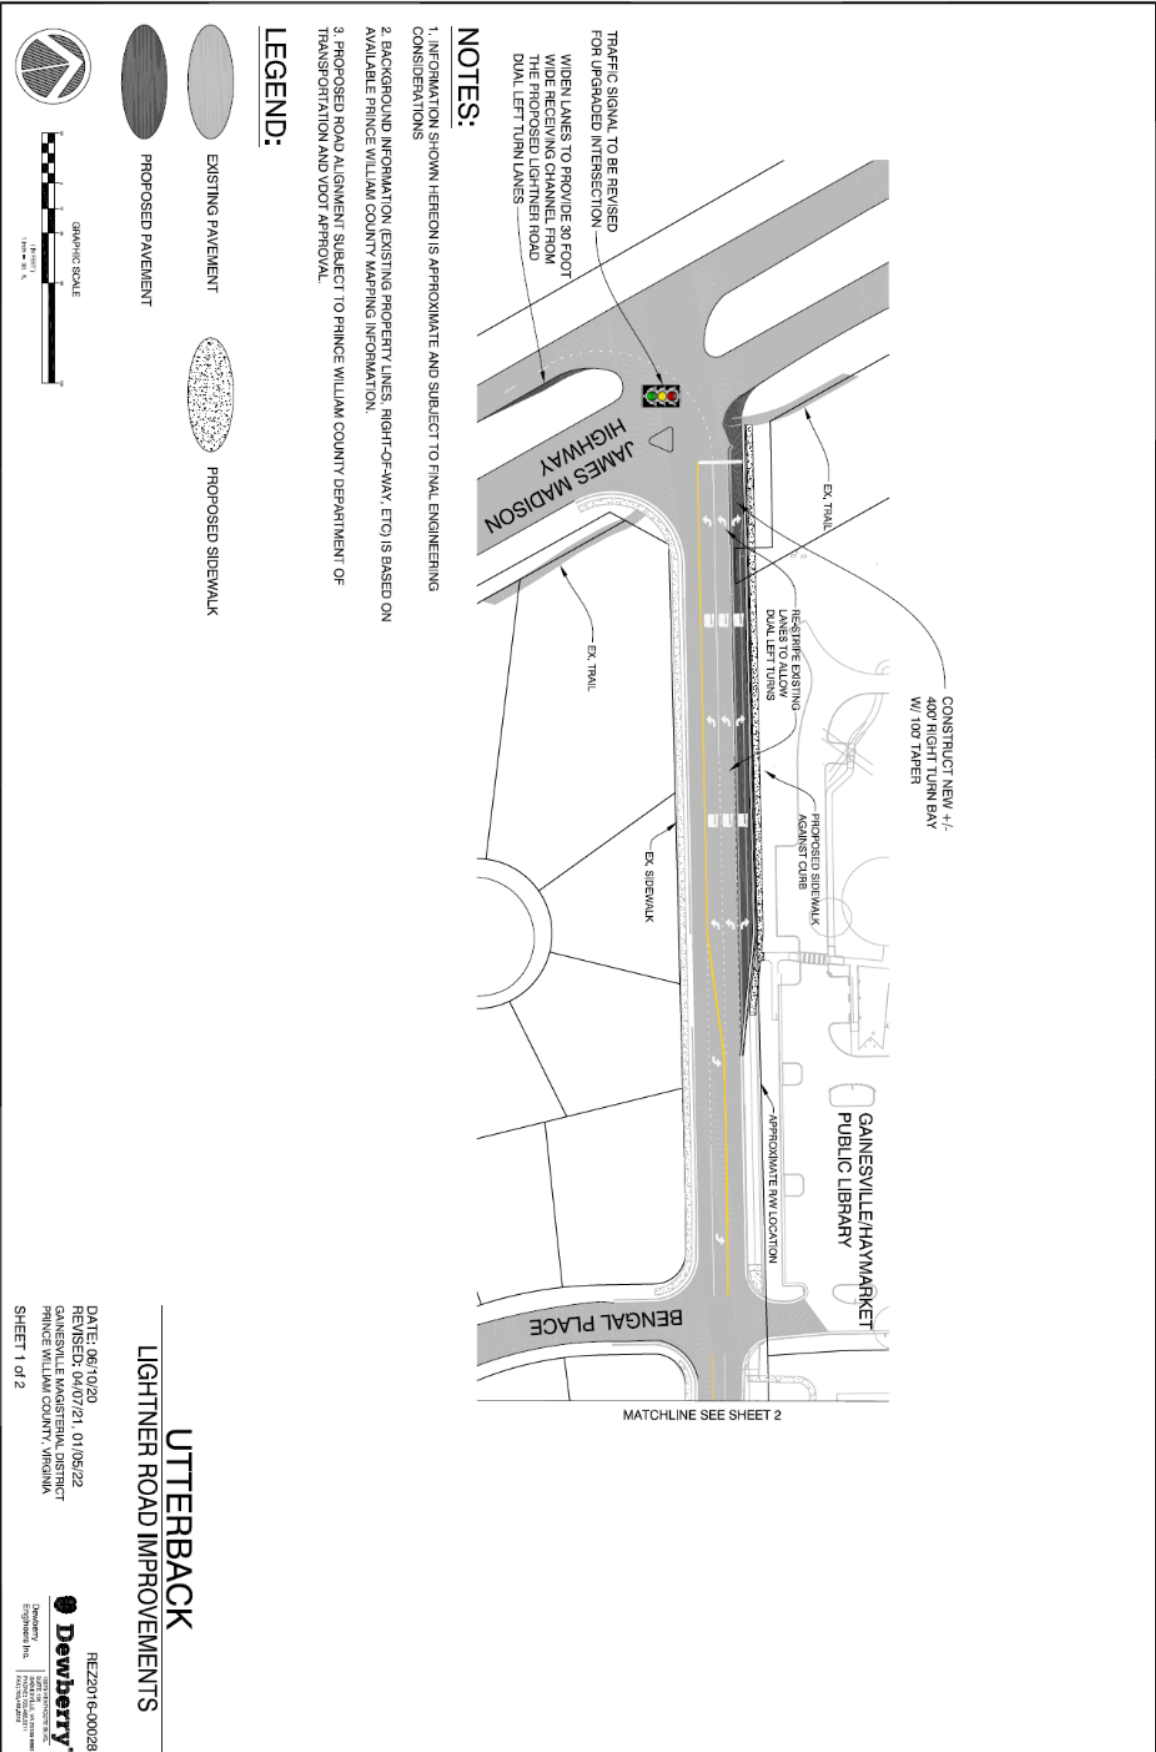 CONSTRUCT NEW +/-
400' RIGHT TURN BAY
W/ 100' TAPER
GAINESVILLE/HAYMARKET
PUBLIC LIBRARY
EX. TRAIL
RE-STRIPE EXISTING
LANES TO ALLOW
DUAL LEFT TURNS
PROPOSED SIDEWALK
AGAINST CURB
APPROXIMATE R/W LOCATION
TRAFFIC SIGNAL TO BE REVISED
FOR UPGRADED INTERSECTION
WIDEN LANES TO PROVIDE 30 FOOT
WIDE RECEIVING CHANNEL FROM
THE PROPOSED LIGHTNER ROAD
DUAL LEFT TURN LANES
JAMES MADISON
HIGHWAY
EX. TRAIL
EX. SIDEWALK
BENGAL PLACE
MATCHLINE SEE SHEET 2
NOTES:
1. INFORMATION SHOWN HEREON IS APPROXIMATE AND SUBJECT TO FINAL ENGINEERING
CONSIDERATIONS
2. BACKGROUND INFORMATION (EXISTING PROPERTY LINES, RIGHT-OF-WAY, ETC) IS BASED ON
AVAILABLE PRINCE WILLIAM COUNTY MAPPING INFORMATION.
3. PROPOSED ROAD ALIGNMENT SUBJECT TO PRINCE WILLIAM COUNTY DEPARTMENT OF
TRANSPORTATION AND VDOT APPROVAL.
LEGEND:
EXISTING PAVEMENT
PROPOSED SIDEWALK
PROPOSED PAVEMENT
GRAPHIC SCALE
( IN FEET )
UTTERBACK
LIGHTNER ROAD IMPROVEMENTS
DATE: 06/10/20
REVISED: 04/07/21, 01/05/22
GAINESVILLE MAGISTERIAL DISTRICT
PRINCE WILLIAM COUNTY, VIRGINIA
SHEET 1 of 2
REZ2016-00028
Dewberry
Dewberry
Engineers Inc.